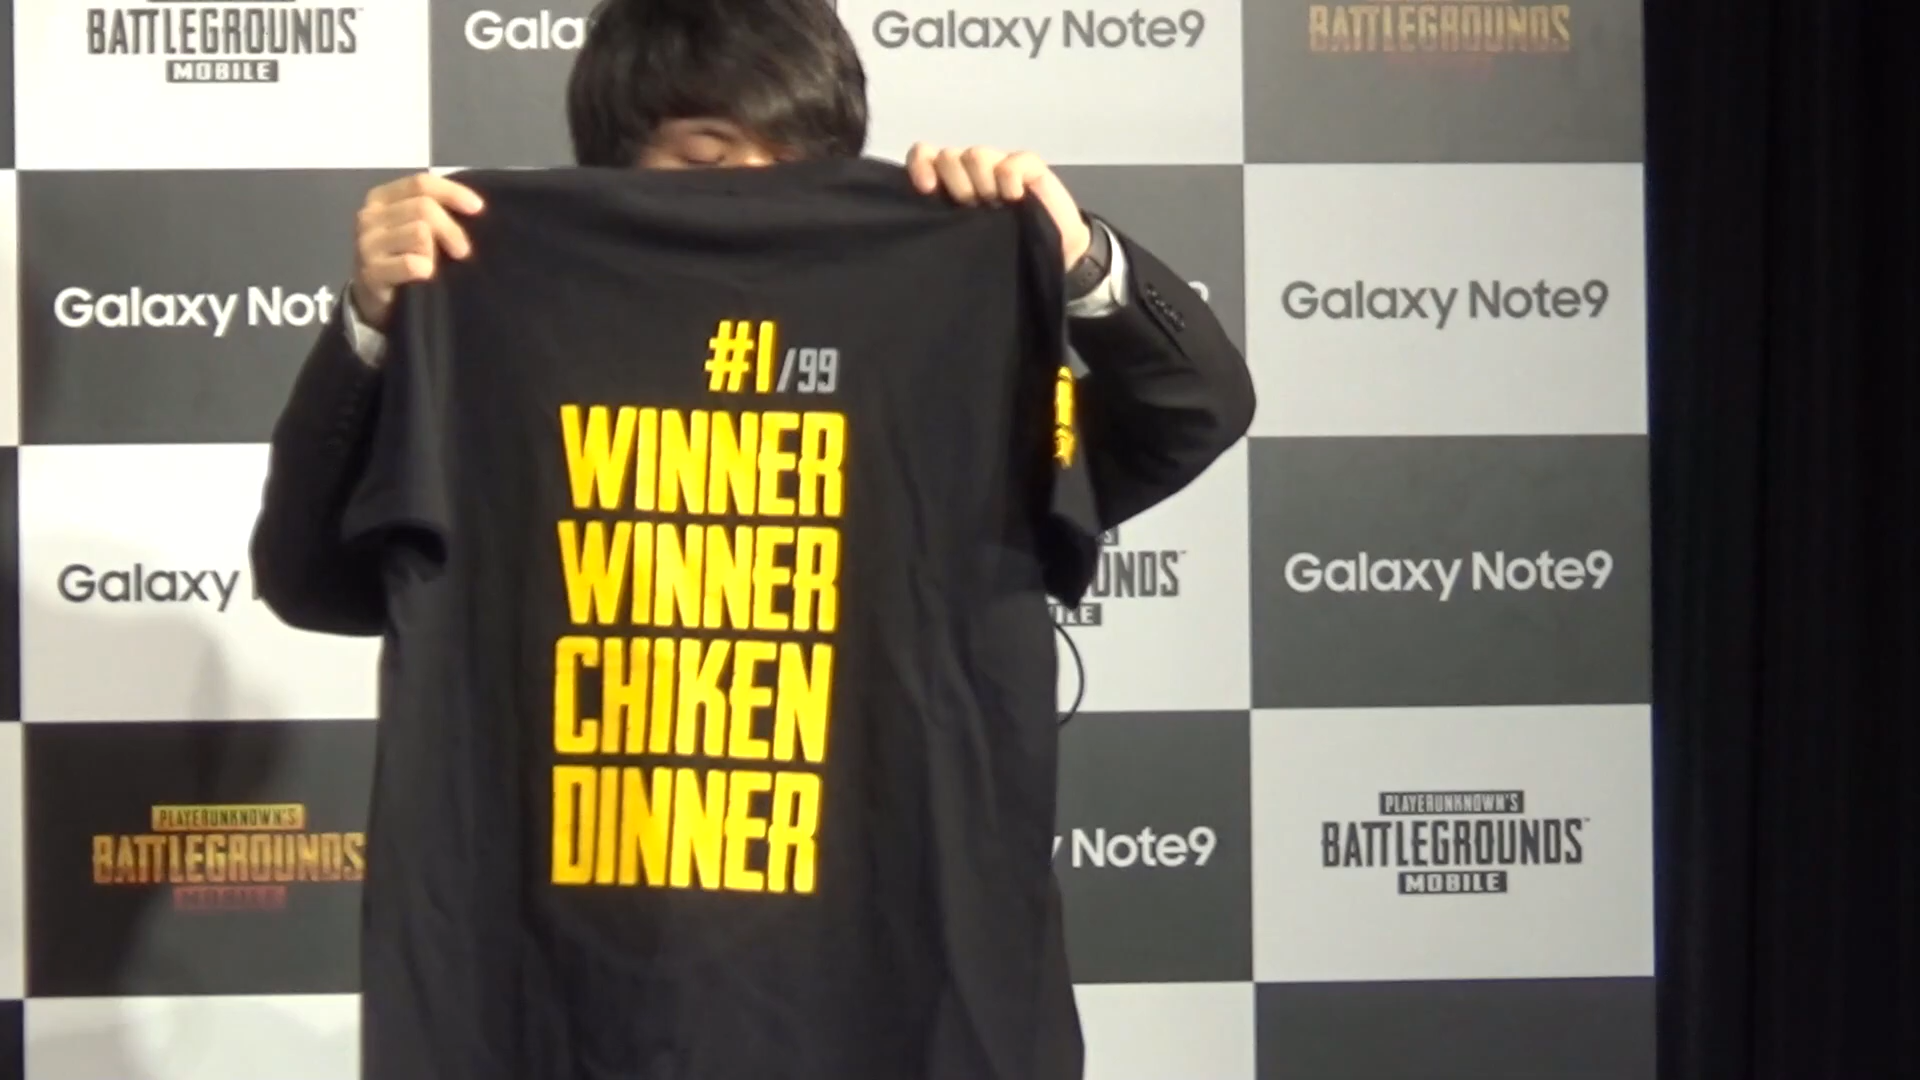 BATTLEGROUNDS
MOBILE
Gala
Galaxy Note9
BATTLEGROUNDS
Galaxy Not
Galaxy Note9
#1/99
WINNER
WINNER
CHIKEN
DINNER
Galaxy
UNDS
Galaxy Note9
PLAYERUNKNOWN'S
BATTLEGROUNDS
MOBILE
Note9
PLAYERUNKNOWN'S
BATTLEGROUNDS
MOBILE